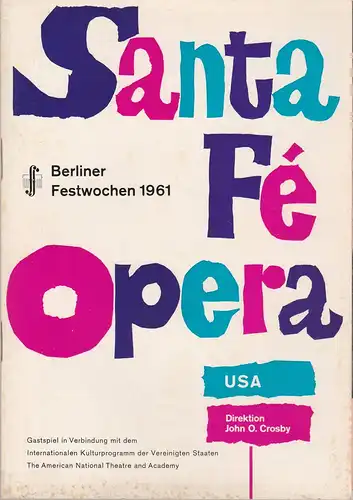 Santa
Fé
Opera
Berliner
Festwochen 1961
USA
Direktion
John O. Crosby
Gastspiel in Verbindung mit dem
Internationalen Kulturprogramm der Vereinigten Staaten
The American National Theatre and Academy